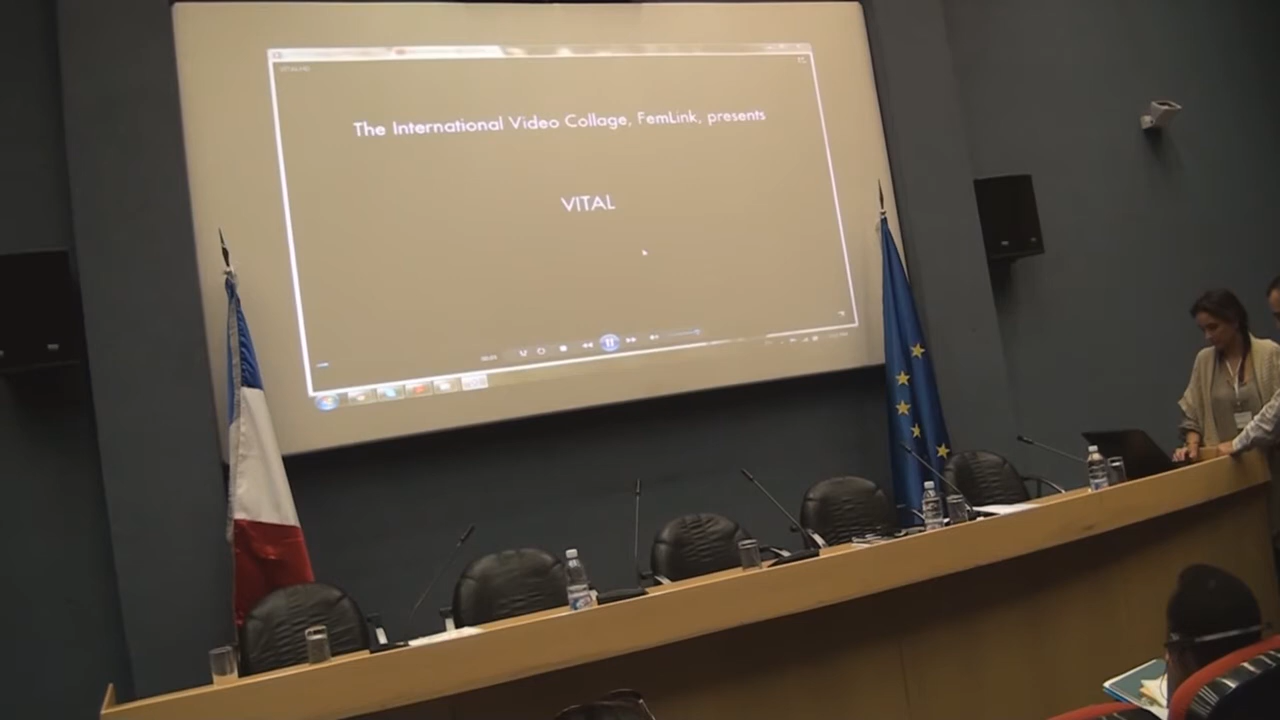 The International Video Collage, FemLink, presents
VITAL